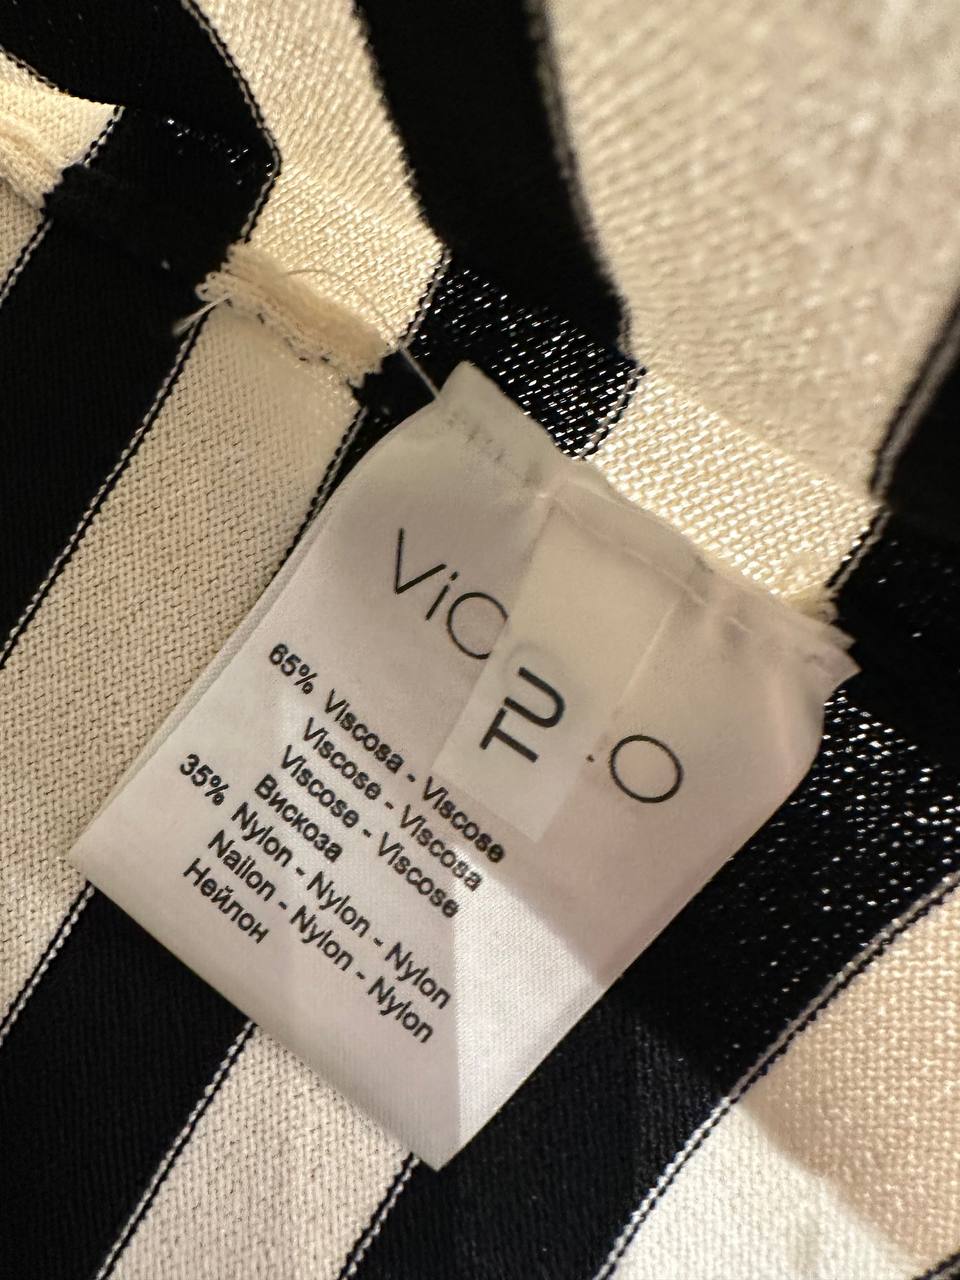 ViC
TU
.O
65% Viscosa - Viscose
Viscose - Viscosa
Viscose - Viscose
Вискоза
35% Nylon - Nylon - Nylon
Nailon - Nylon - Nylon
Нейлон